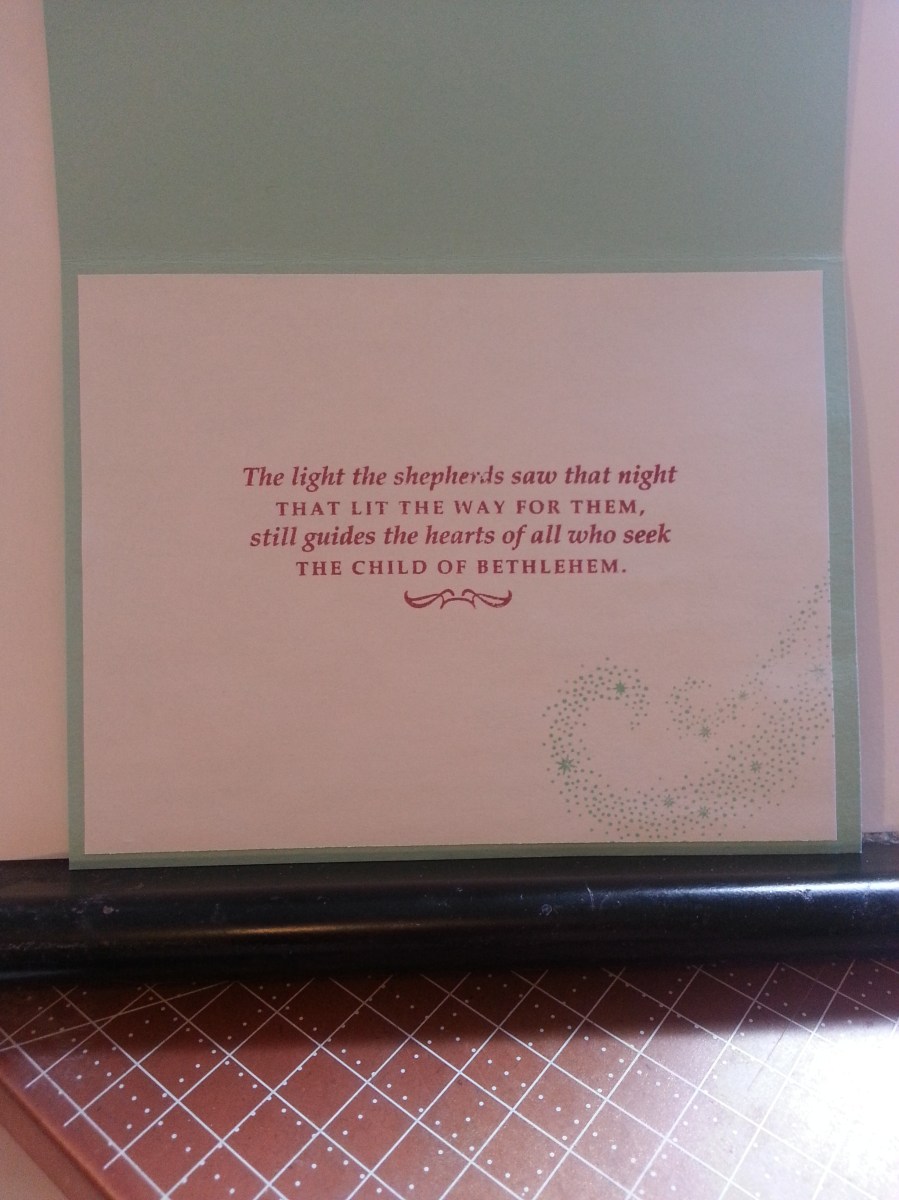 The light the shepherds saw that night
THAT LIT THE WAY FOR THEM,
still guides the hearts of all who seek
THE CHILD OF BETHLEHEM.